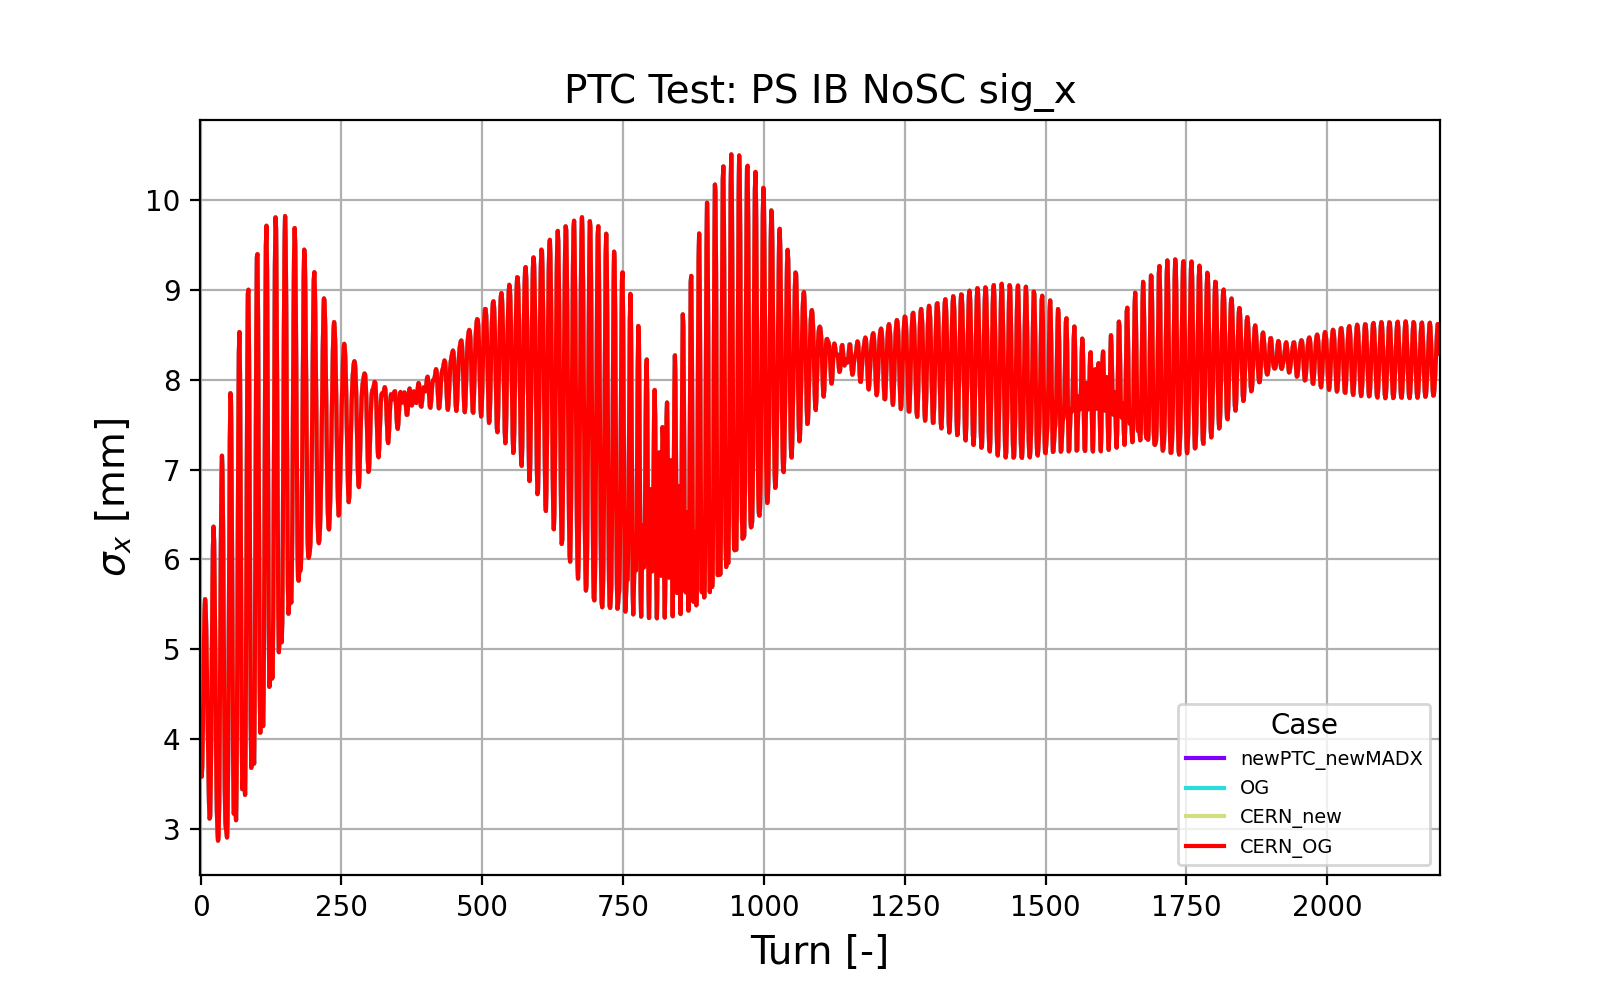 PTC Test: PS IB NoSC sig_x
10
9
8
7
6
5
4
3
σx [mm]
0 250 500 750 1000 1250 1500 1750 2000
Turn [-]
Case
newPTC_newMADX
OG
CERN_new
CERN_OG